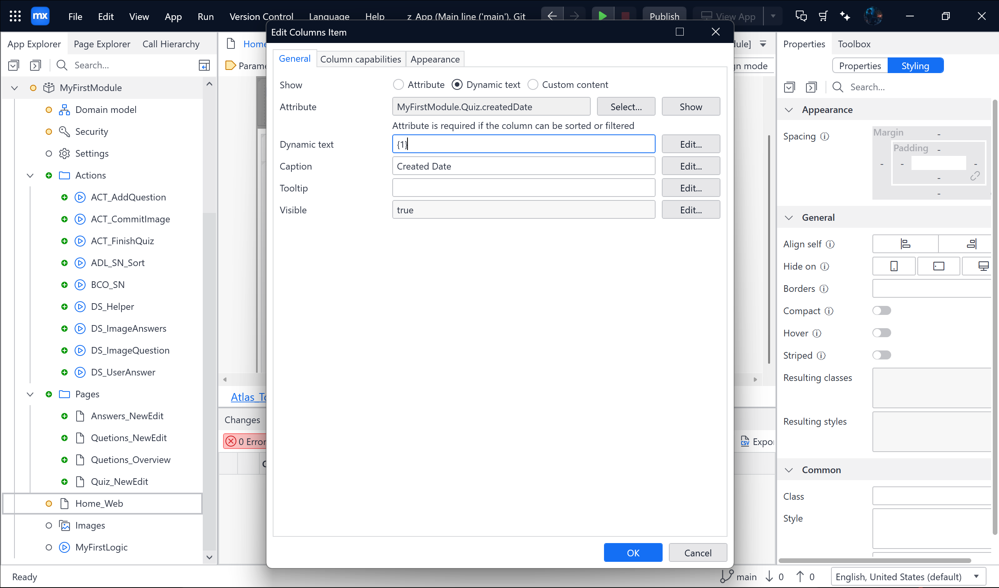 mx File Edit View App Run Version Control Language Help z App (Main line ('main'), Git Publish View App
App Explorer Page Explorer Call Hierarchy
Search...
MyFirstModule
Domain model
Security
Settings
Actions
ACT_AddQuestion
ACT_CommitImage
ACT_FinishQuiz
ADL_SN_Sort
BCO_SN
DS_Helper
DS_ImageAnswers
DS_ImageQuestion
DS_UserAnswer
Pages
Answers_NewEdit
Quetions_NewEdit
Quetions_Overview
Quiz_NewEdit
Home_Web
Images
MyFirstLogic
Home
Parame
Atlas_To
Changes
0 Error
Edit Columns Item
General Column capabilities Appearance
Show Attribute Dynamic text Custom content
Attribute MyFirstModule.Quiz.createdDate Select... Show
Attribute is required if the column can be sorted or filtered
Dynamic text {1} Edit...
Caption Created Date Edit...
Tooltip Edit...
Visible true Edit...
OK Cancel
dule]
gn mode
CSV Expor
Properties Toolbox
Properties Styling
Search...
Appearance
Spacing Margin -
Padding -
- - -
-
-
General
Align self
Hide on
Borders
Compact
Hover
Striped
Resulting classes
Resulting styles
Common
Class
Style
Ready main 0 0 English, United States (default)